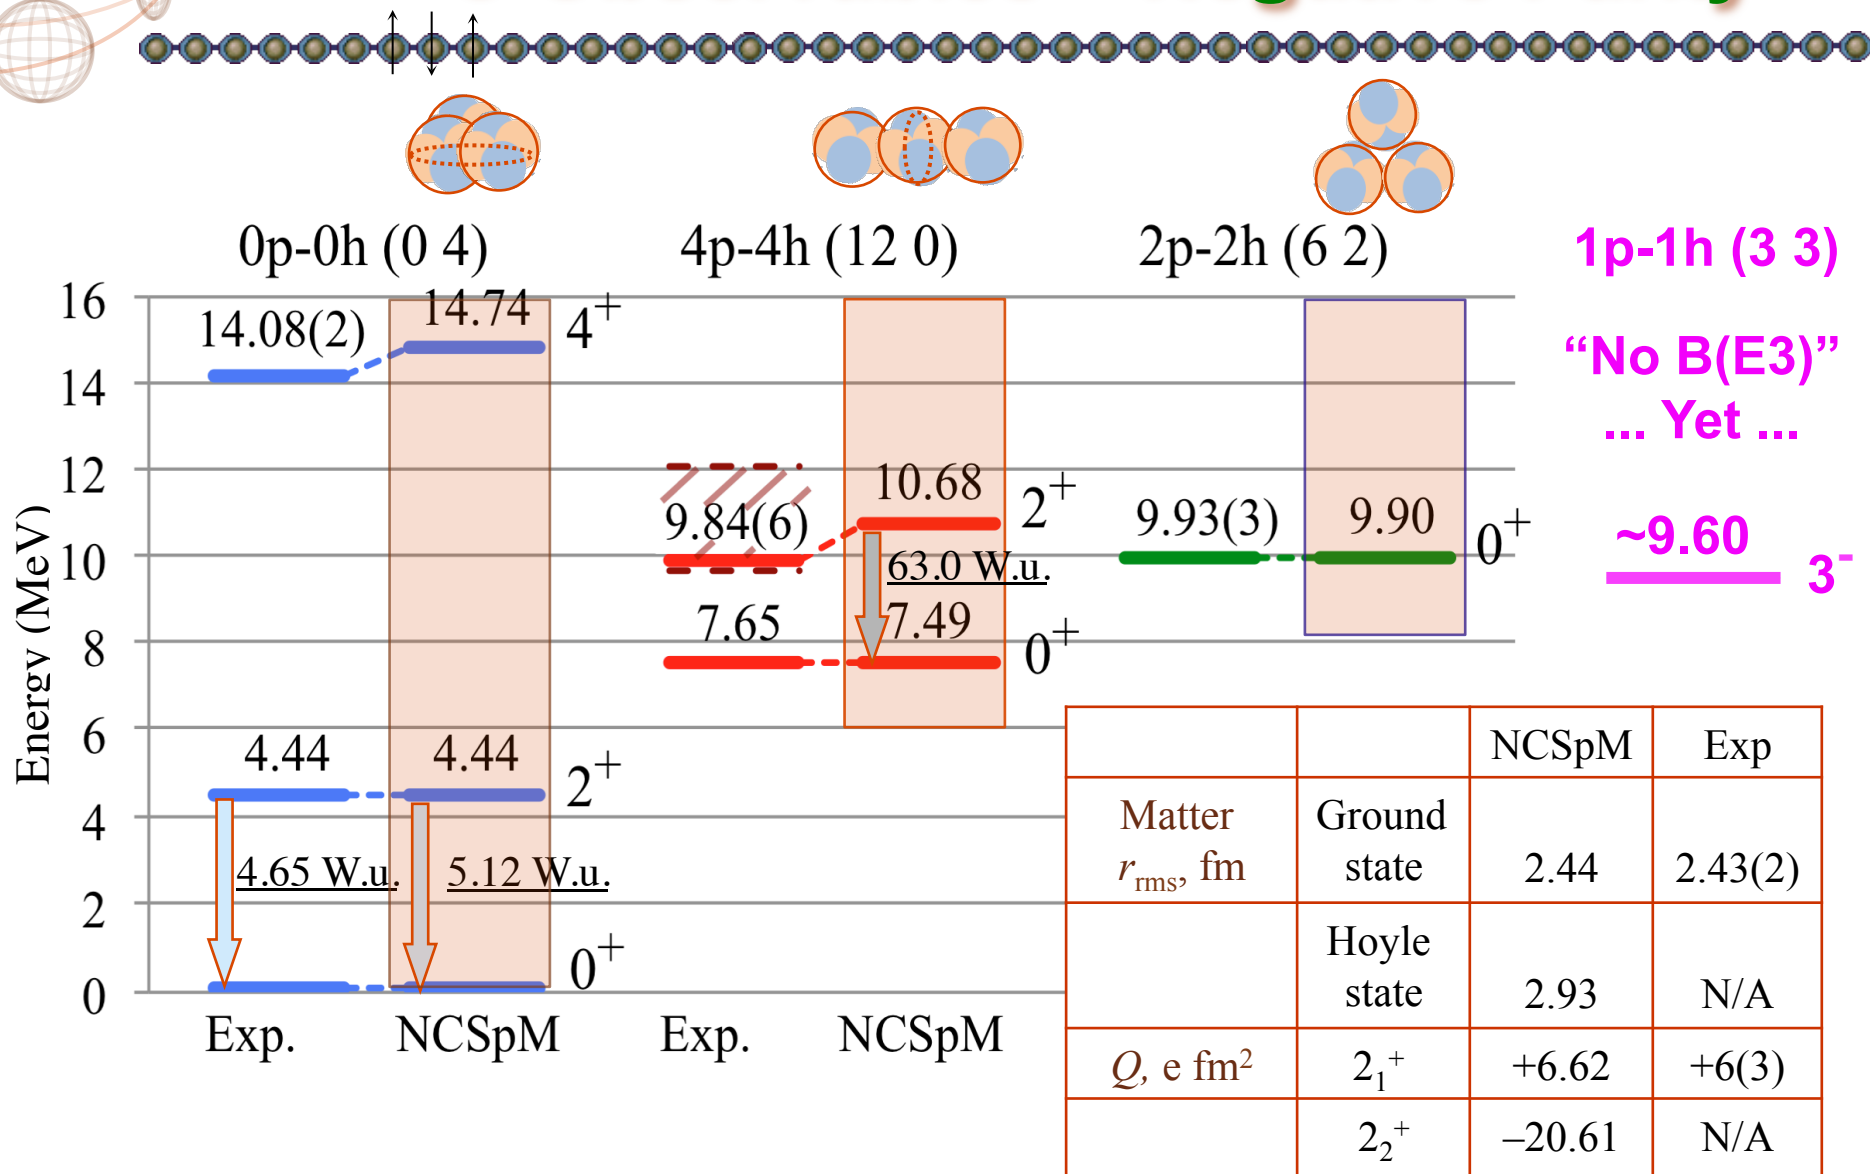 0p-0h (0 4)
4p-4h (12 0)
2p-2h (6 2)
1p-1h (3 3)
“No B(E3)”
... Yet ...
~9.60
3-
Energy (MeV)
16
14
12
10
8
6
4
2
0
14.08(2)
14.74
4+
4.44
4.44
2+
4.65 W.u.
5.12 W.u.
0+
Exp.
NCSpM
9.84(6)
10.68
2+
63.0 W.u.
7.65
7.49
0+
Exp.
NCSpM
9.93(3)
9.90
0+
NCSpM Exp
Matter Ground
rrms, fm state 2.44 2.43(2)
Hoyle
state 2.93 N/A
Q, e fm2 21+ +6.62 +6(3)
22+ –20.61 N/A